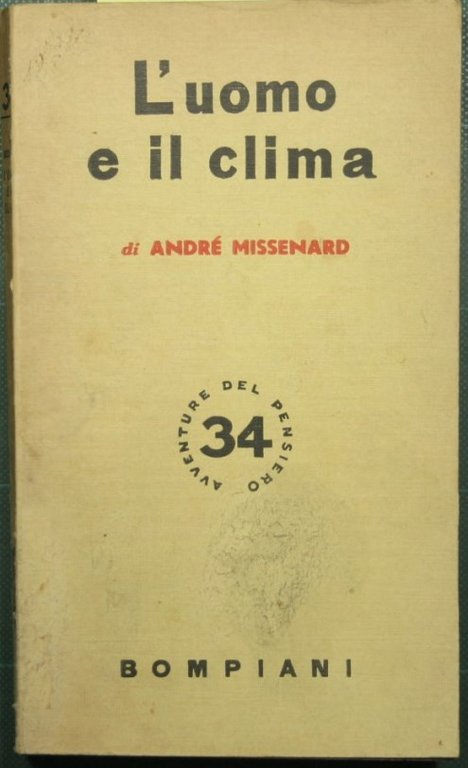 L'uomo
e il clima
di ANDRÉ MISSENARD
AVVENTURE DEL PENSIERO
34
BOMPIANI